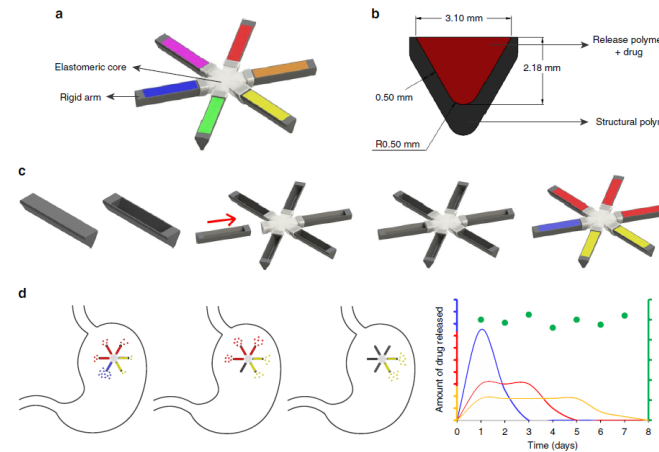 a
Elastomeric core
Rigid arm
b
3.10 mm
Release polyme
+ drug
2.18 mm
0.50 mm
Structural polym
R0.50 mm
c
d
Amount of drug released
0 1 2 3 4 5 6 7 8
Time (days)